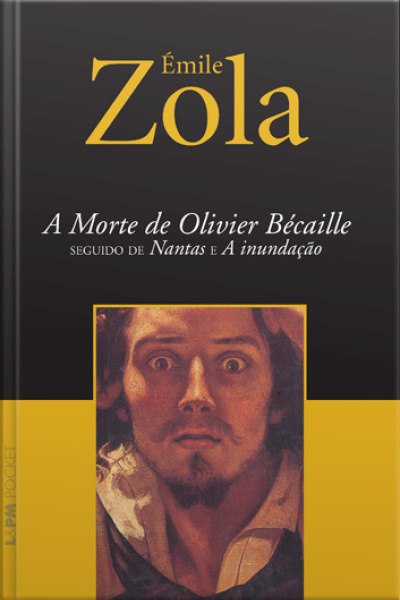 Émile
Zola
A Morte de Olivier Bécaille
SEGUIDO DE Nantas E A inundação
L&PM POCKET